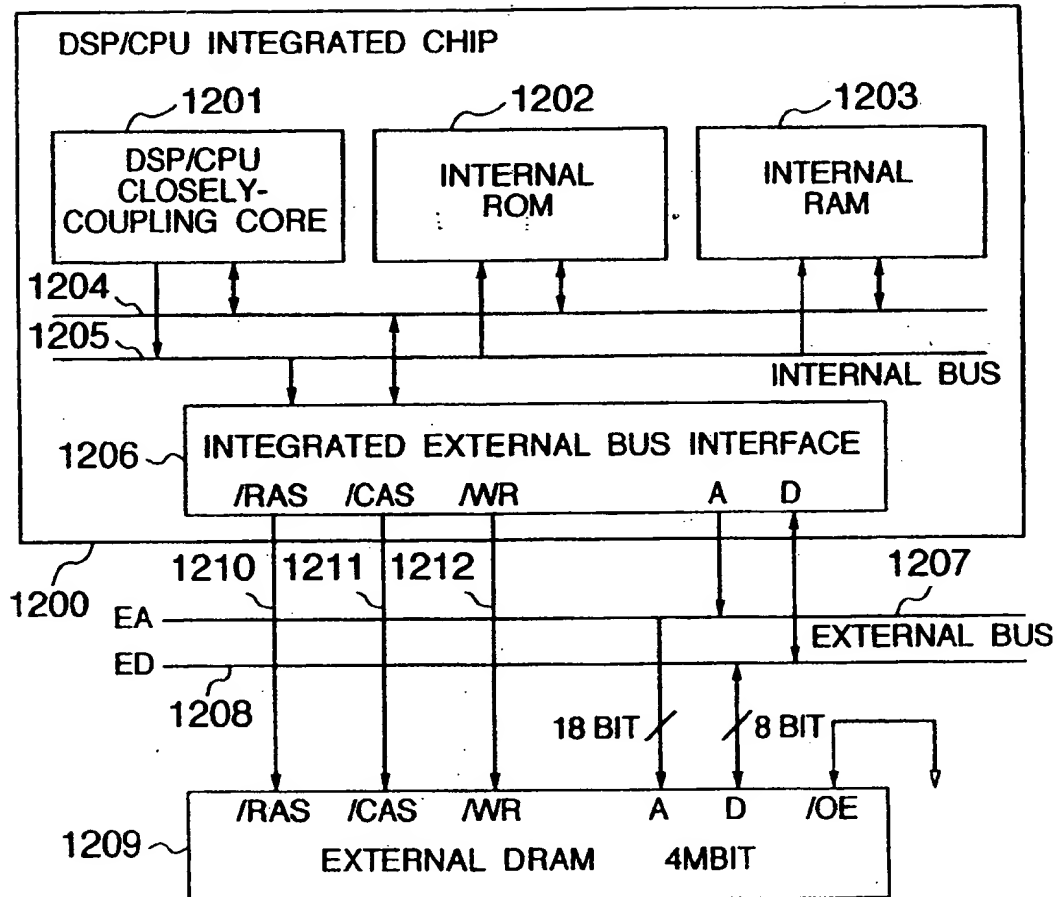 DSP/CPU INTEGRATED CHIP
1201
1202
1203
DSP/CPU
CLOSELY-
COUPLING CORE
INTERNAL
ROM
INTERNAL
RAM
1204
1205
INTERNAL BUS
1206
INTEGRATED EXTERNAL BUS INTERFACE
/RAS /CAS /WR A D
1200
1210 1211 1212
1207
EA
EXTERNAL BUS
ED
1208
18 BIT
8 BIT
/RAS /CAS /WR A D /OE
1209
EXTERNAL DRAM 4MBIT